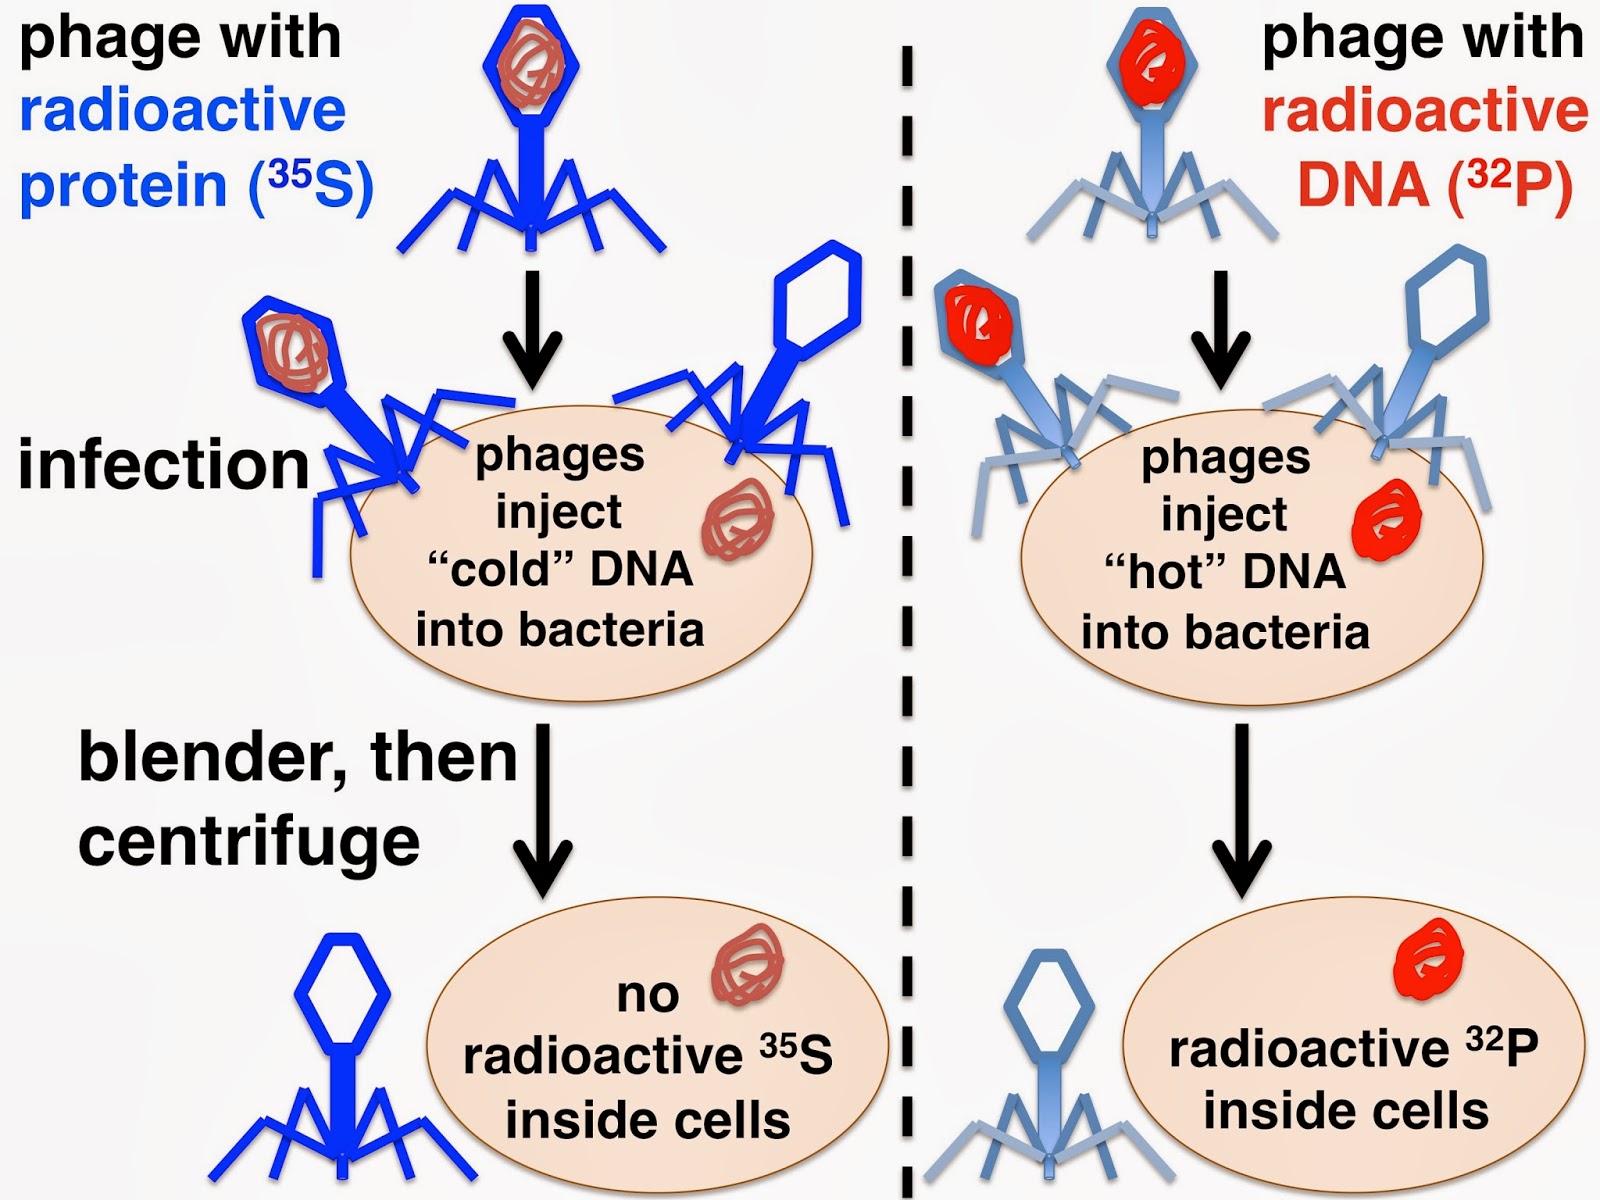 phage with
radioactive
protein (³⁵S)
phage with
radioactive
DNA (³²P)
infection
phages
inject
“cold” DNA
into bacteria
phages
inject
“hot” DNA
into bacteria
blender, then
centrifuge
no
radioactive ³⁵S
inside cells
radioactive ³²P
inside cells